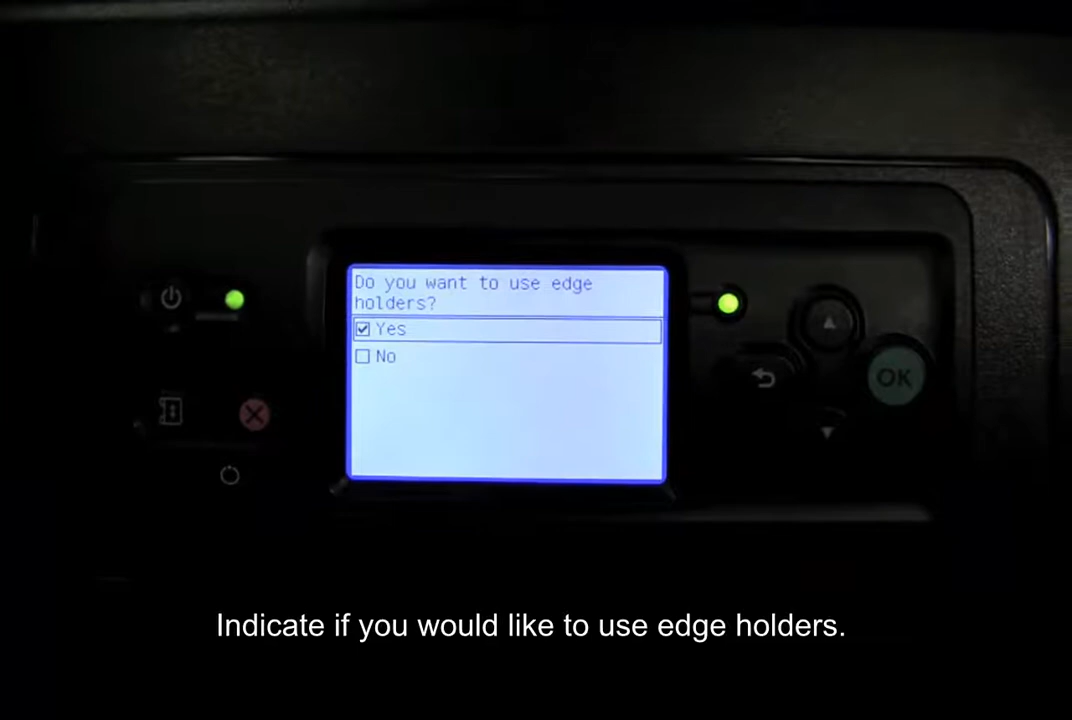 Do you want to use edge
holders?
Yes
No
OK
Indicate if you would like to use edge holders.